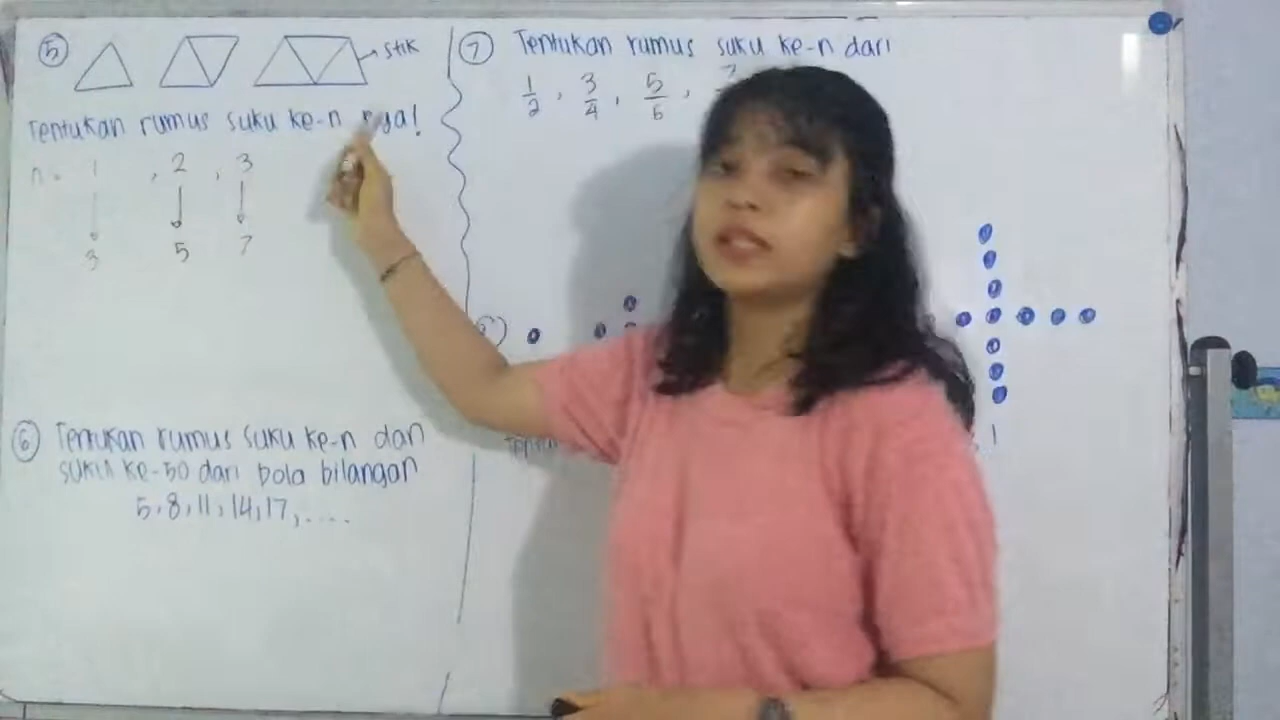 5
stik
Tentukan rumus suku ke-n nya!
n. 1 , 2 , 3
3 5 7
6 Tentukan rumus suku ke-n dan
suku ke-50 dari pola bilangan
5, 8, 11, 14, 17, ....
7 Tentukan rumus suku ke-n dari
1/2 , 3/4 , 5/6 ,